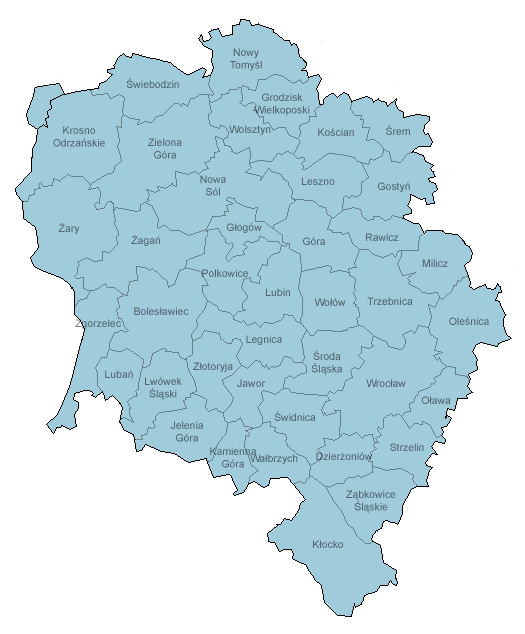 Nowy
Tomyśl
Świebodzin
Grodzisk
Wielkoposki
Krosno
Odrzańskie
Wolsztyn
Kościan
Śrem
Zielona
Góra
Nowa
Sól
Leszno
Gostyń
Żary
Żagań
Głogów
Góra
Rawicz
Milicz
Polkowice
Lubin
Wołów
Trzebnica
Zgorzelec
Bolesławiec
Oleśnica
Legnica
Środa
Śląska
Lubań
Lwówek
Śląski
Złotoryja
Jawor
Wrocław
Oława
Świdnica
Jelenia
Góra
Kamienna
Góra
Wałbrych
Dzierżoniów
Strzelin
Ząbkowice
Śląskie
Kłocko